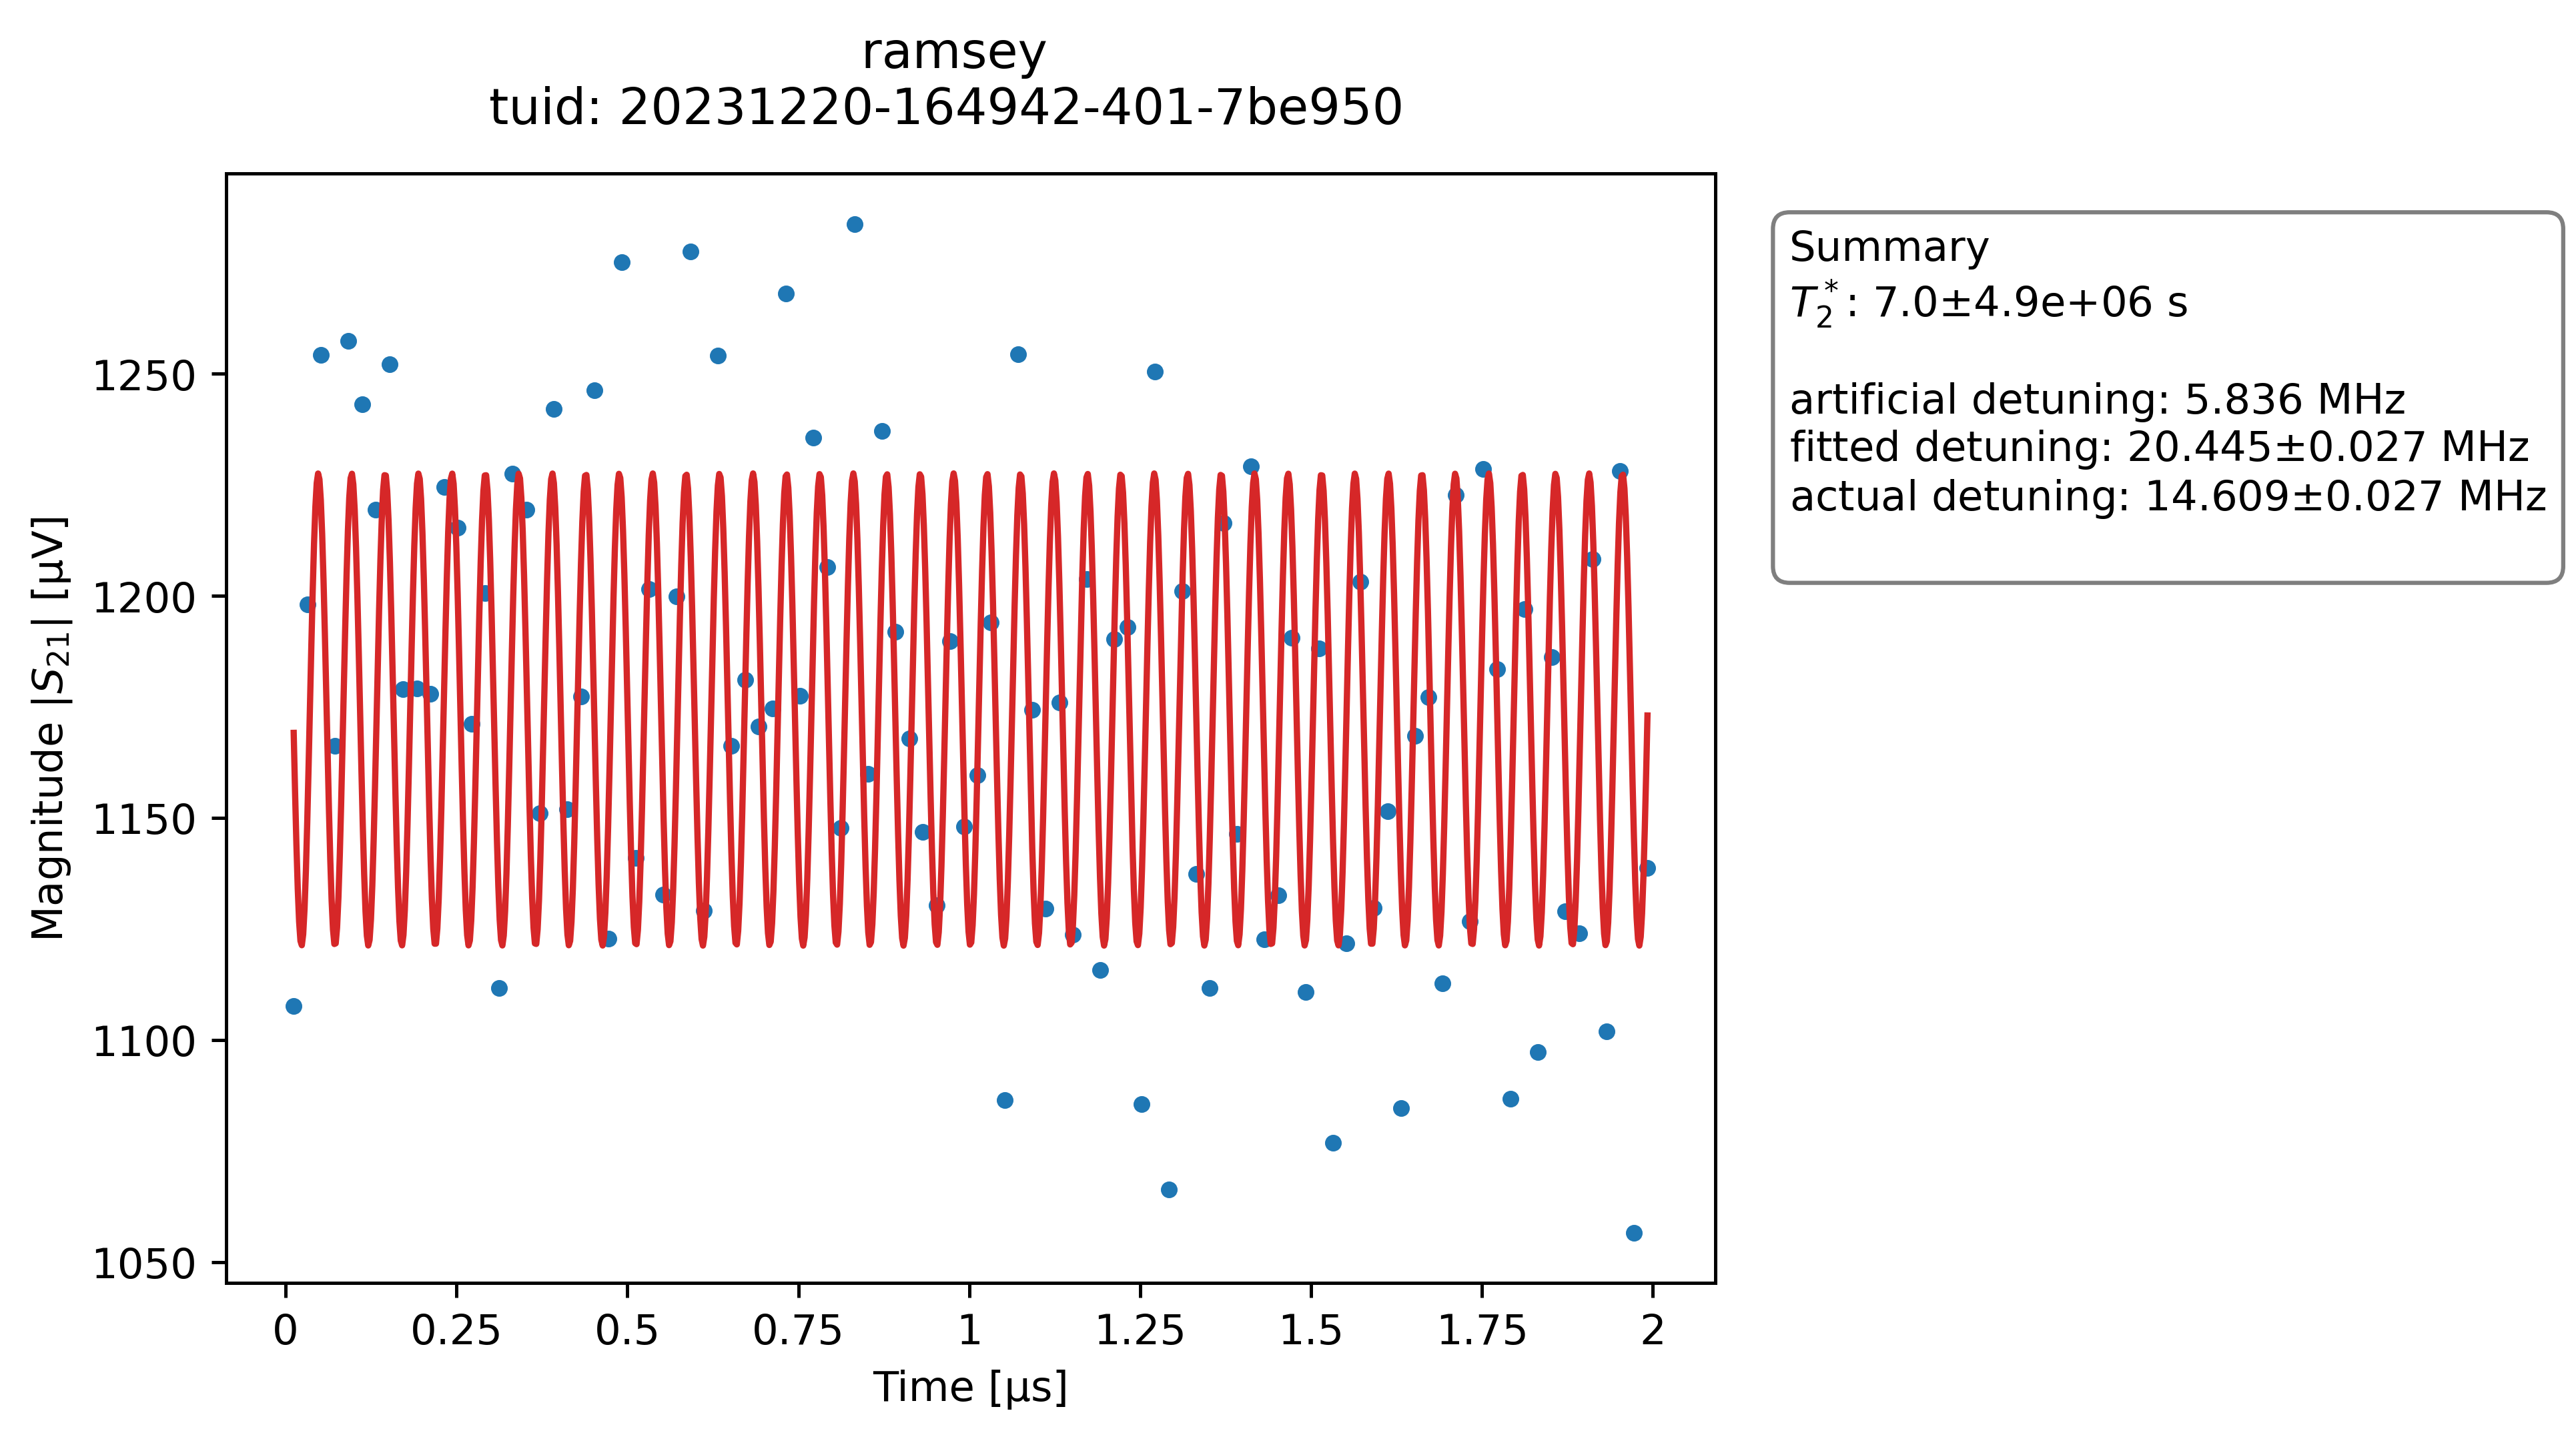 ramsey
tuid: 20231220-164942-401-7be950
Summary
T₂*: 7.0±4.9e+06 s
artificial detuning: 5.836 MHz
fitted detuning: 20.445±0.027 MHz
actual detuning: 14.609±0.027 MHz
Magnitude |S₂₁| [µV]
1250
1200
1150
1100
1050
0 0.25 0.5 0.75 1 1.25 1.5 1.75 2
Time [µs]